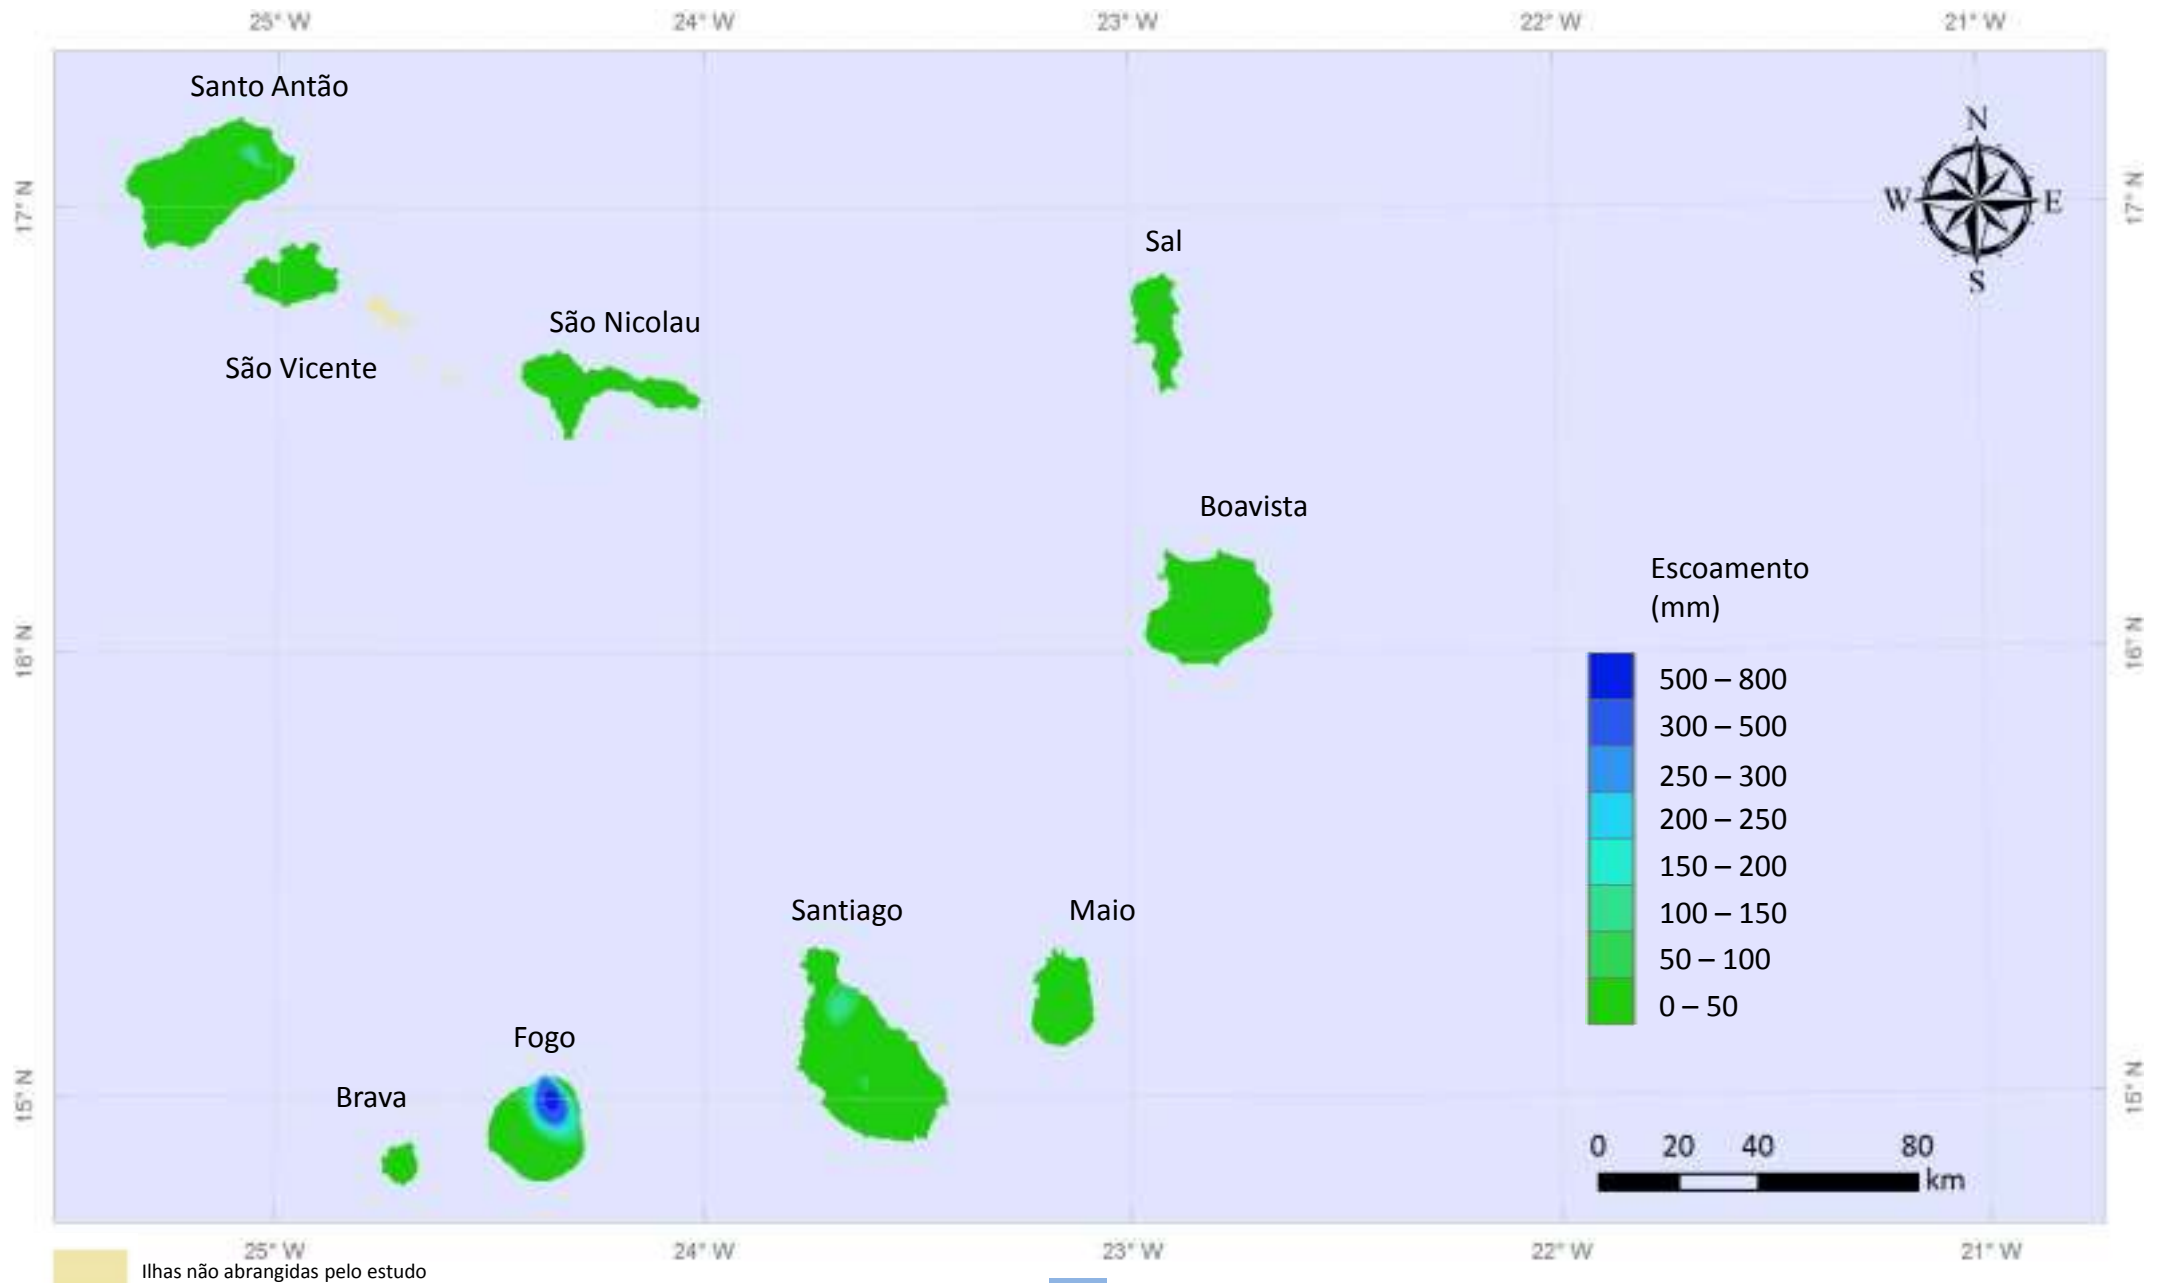 25° W 24° W 23° W 22° W 21° W
Santo Antão
N
17° N
W E
17° N
S
Sal
São Nicolau
São Vicente
Boavista
Escoamento
(mm)
16° N
16° N
500 – 800
300 – 500
250 – 300
200 – 250
150 – 200
100 – 150
50 – 100
0 – 50
Santiago
Maio
Fogo
Brava
15° N
15° N
0 20 40 80
km
25° W 24° W 23° W 22° W 21° W
Ilhas não abrangidas pelo estudo